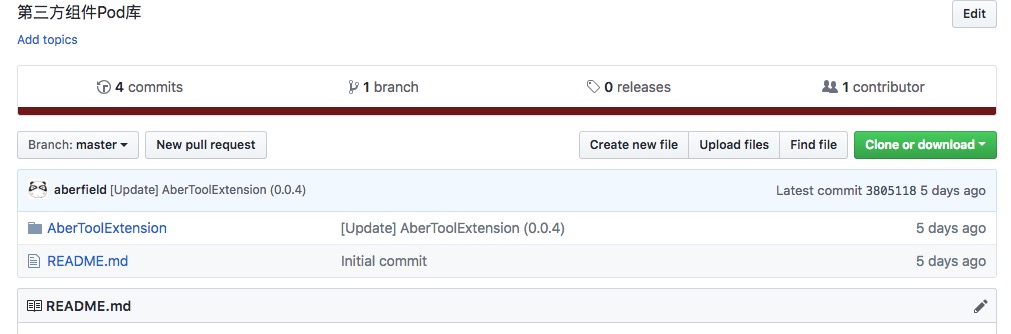 第三方组件Pod库
Edit
Add topics
4 commits 1 branch 0 releases 1 contributor
Branch: master New pull request Create new file Upload files Find file Clone or download
aberfield [Update] AberToolExtension (0.0.4) Latest commit 3805118 5 days ago
AberToolExtension [Update] AberToolExtension (0.0.4) 5 days ago
README.md Initial commit 5 days ago
README.md